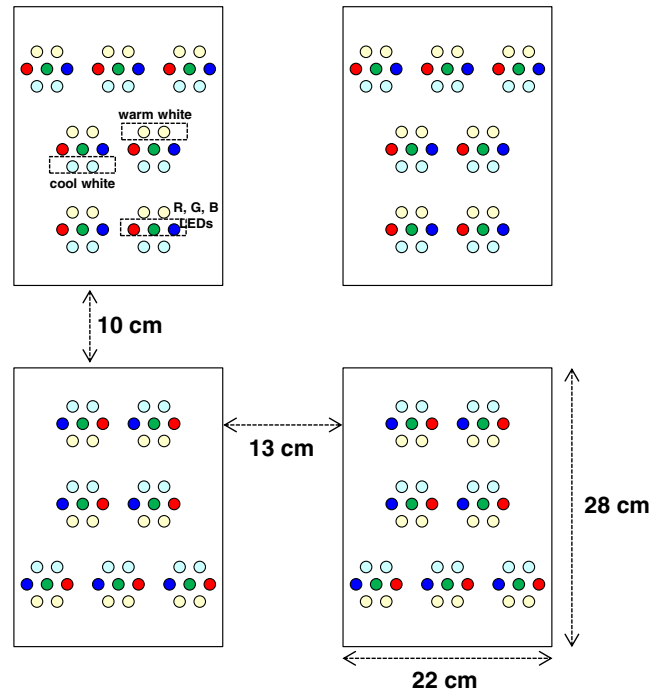 warm white
cool white
R, G, B
LEDs
10 cm
13 cm
28 cm
22 cm